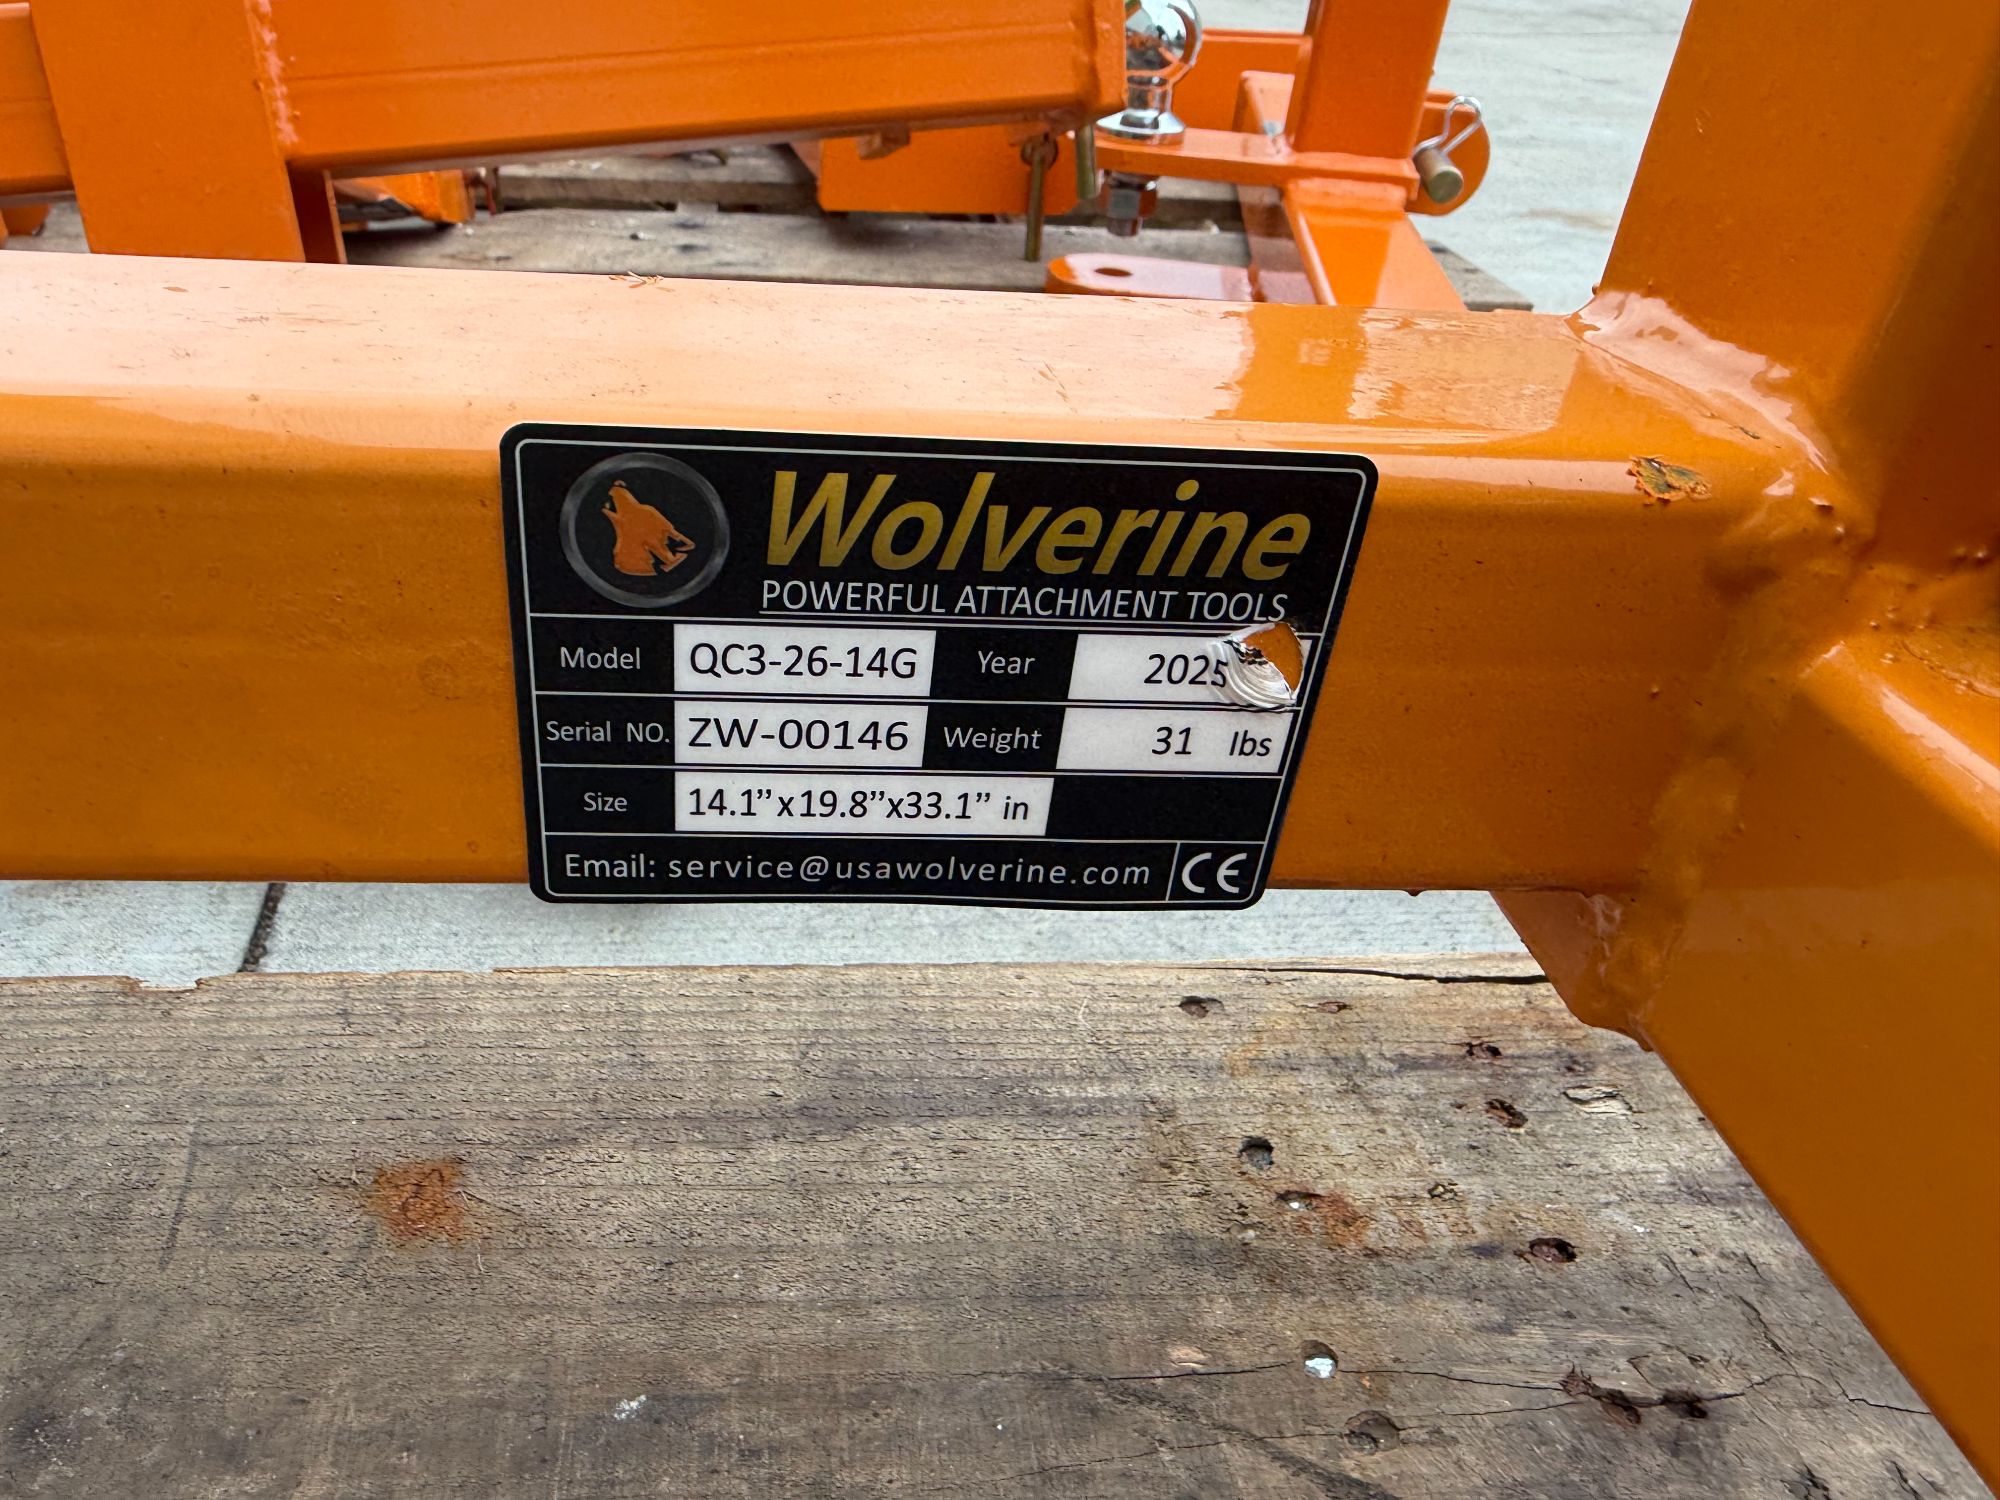 Wolverine
POWERFUL ATTACHMENT TOOLS
Model QC3-26-14G Year 2025
Serial NO. ZW-00146 Weight 31 lbs
Size 14.1”x19.8”x33.1” in
Email: service@usawolverine.com CE